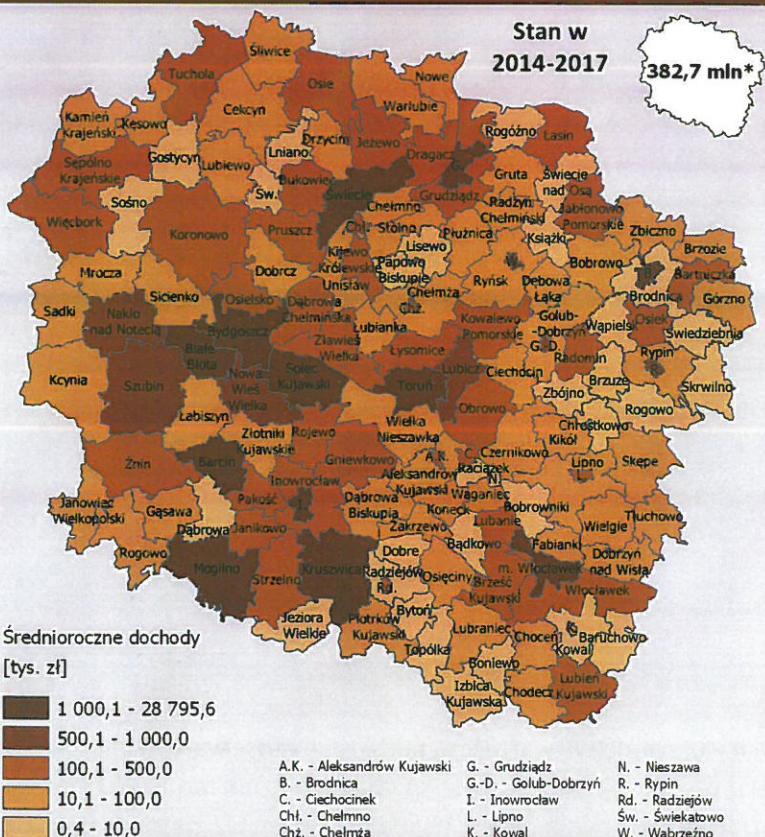 Stan w
2014-2017
382,7 mln*
Śliwice
Tuchola
Osie
Nowe
Warlubie
Cekcyn
Kamień
Krajeński
Kęsowo
Rogóźno
Łasin
Gostycyn
Lniano
Drzycim
Jeżewo
Dragacz
G.
Sępólno
Krajeńskie
Lubiewo
Bukowiec
Gruta
Świecie
nad Osą
Św.
Świecie
Grudziądz
Sośno
Chełmno
Radzyń
Chełmiński
Jabłonowo
Pomorskie
Więcbork
Koronowo
Pruszcz
Chł.
Stolno
Płużnica
Książki
Zbiczno
Brzozie
Lisewo
Kijewo
Królewskie
Papowo
Biskupie
W.
Bobrowo
B.
Bartniczka
Mrocza
Dobrcz
Unisław
Ryńsk
Dębowa
Łąka
Brodnica
Górzno
Sicienko
Chełmża
Chż.
Sadki
Nakło
nad Notecią
Osielsko
Dąbrowa
Chełmińska
Golub-
Dobrzyń
Wąpielsk
Osiek
Świedziebnia
Bydgoszcz
Łubianka
Kowalewo
Pomorskie
G.-D.
Białe
Błota
Zławieś
Wielka
Łysomice
Radomin
Rypin
R.
Kcynia
Szubin
Nowa
Wieś
Wielka
Solec
Kujawski
Toruń
Lubicz
Ciechocin
Brzuze
Skrwilno
Zbójno
Łabiszyn
Obrowo
Rogowo
Złotniki
Kujawskie
Rojewo
Wielka
Nieszawka
Chrostkowo
Kikół
Żnin
Barcin
Gniewkowo
A.K.
C.
Czernikowo
Skępe
Inowrocław
Aleksandrów
Kujawski
Raciążek
N.
Lipno
L.
Janowiec
Wielkopolski
Gąsawa
Pakość
I.
Dąbrowa
Biskupia
Waganiec
Koneck
Bobrowniki
Tłuchowo
Dąbrowa
Janikowo
Zakrzewo
Lubanie
Wielgie
Rogowo
Dobre
Bądkowo
Fabianki
Dobrzyń
nad Wisłą
Mogilno
Strzelno
Kruszwica
Radziejów
Rd.
Osięciny
m. Włocławek
Brześć
Kujawski
Włocławek
Jeziora
Wielkie
Piotrków
Kujawski
Bytoń
Lubraniec
Choceń
K.
Kowal
Baruchowo
Topólka
Boniewo
Izbica
Kujawska
Chodecz
Lubień
Kujawski
Średnioroczne dochody
[tys. zł]
1 000,1 - 28 795,6
500,1 - 1 000,0
100,1 - 500,0
10,1 - 100,0
0,4 - 10,0
A.K. - Aleksandrów Kujawski
B. - Brodnica
C. - Ciechocinek
Chł. - Chełmno
Chż. - Chełmża
G. - Grudziądz
G.-D. - Golub-Dobrzyń
I. - Inowrocław
L. - Lipno
K. - Kowal
N. - Nieszawa
R. - Rypin
Rd. - Radziejów
Św. - Świekatowo
W. - Wąbrzeźno